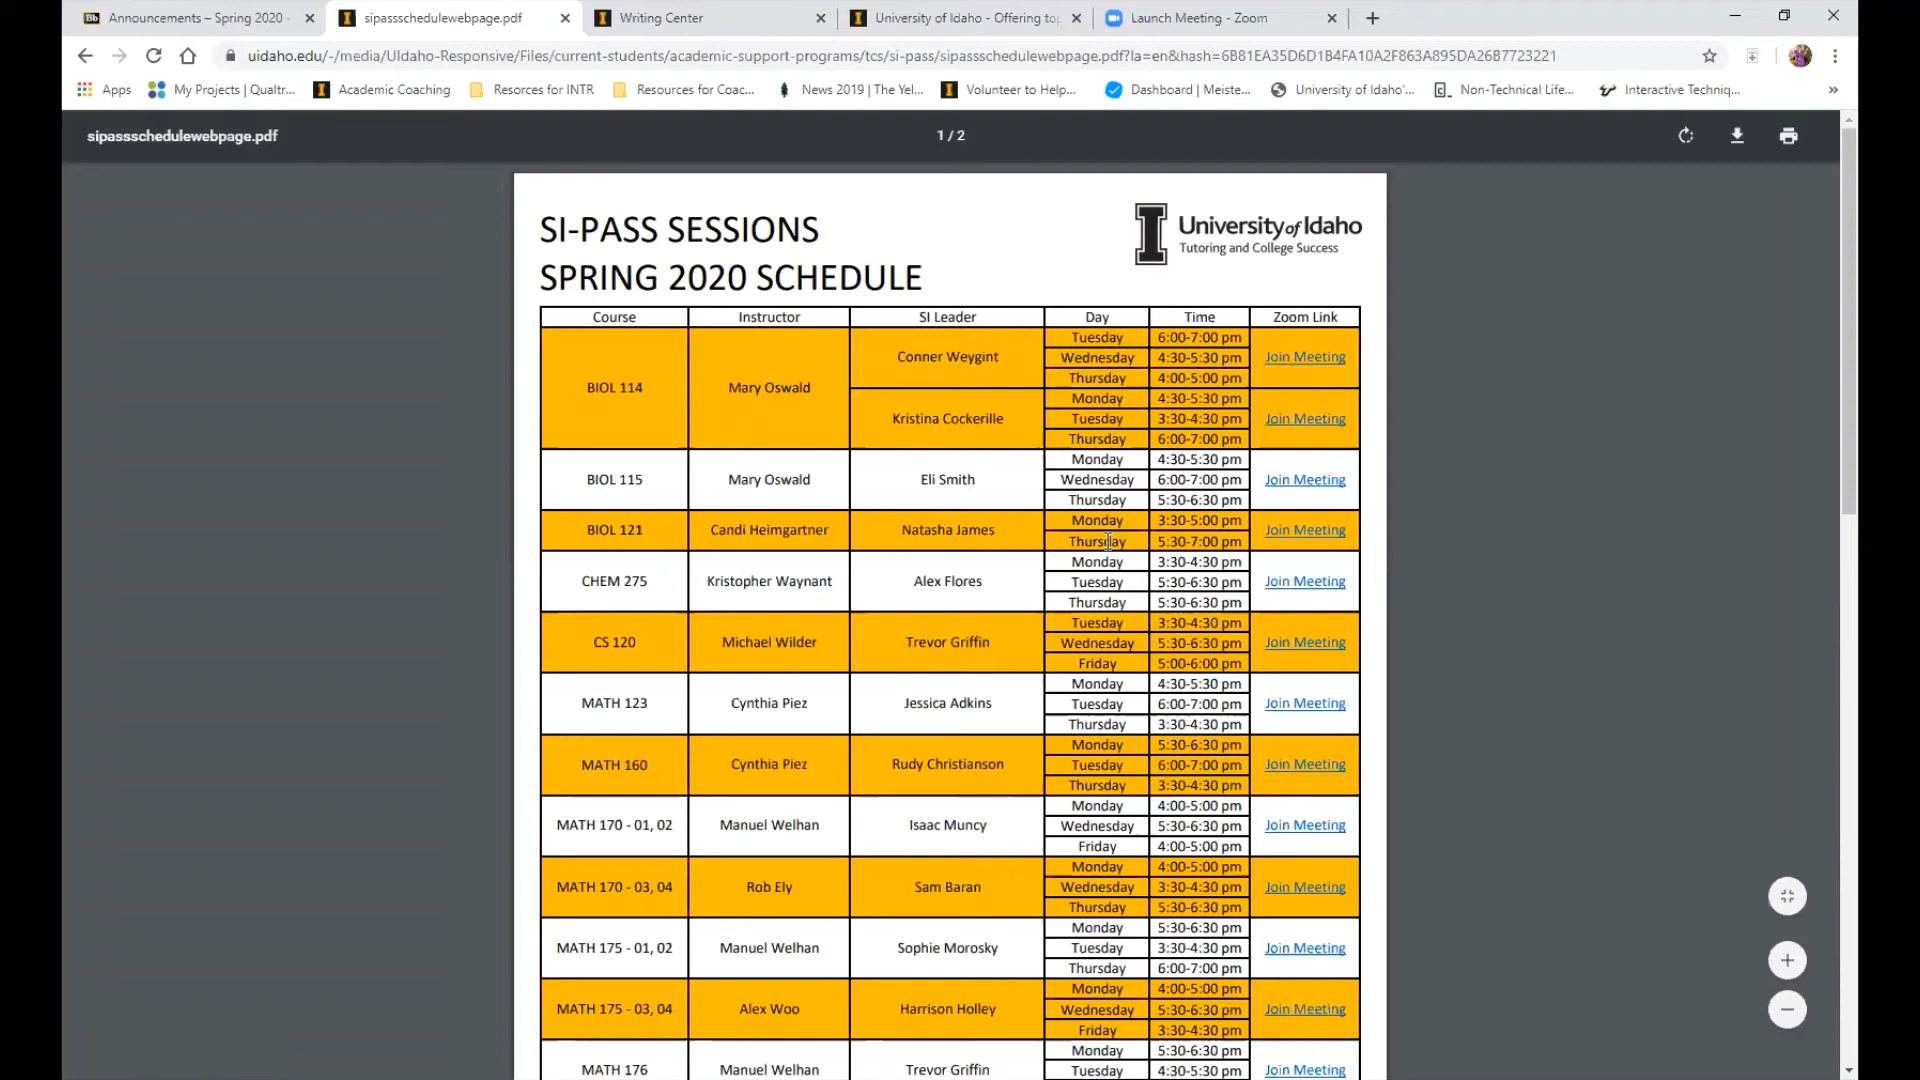 Announcements – Spring 2020 -
sipassschedulewebpage.pdf
Writing Center
University of Idaho - Offering top
Launch Meeting - Zoom
uidaho.edu/-/media/UIdaho-Responsive/Files/current-students/academic-support-programs/tcs/si-pass/sipassschedulewebpage.pdf?la=en&hash=6B81EA35D6D1B4FA10A2F863A895DA26B7723221
Apps
My Projects | Qualtr...
Academic Coaching
Resorces for INTR
Resources for Coac...
News 2019 | The Yel...
Volunteer to Help...
Dashboard | Meiste...
University of Idaho'...
Non-Technical Life...
Interactive Techniq...
sipassschedulewebpage.pdf
1 / 2
SI-PASS SESSIONS
SPRING 2020 SCHEDULE
University of Idaho
Tutoring and College Success
Course Instructor SI Leader Day Time Zoom Link
BIOL 114 Mary Oswald Conner Weygint Tuesday 6:00-7:00 pm Join Meeting
Wednesday 4:30-5:30 pm
Thursday 4:00-5:00 pm
Kristina Cockerille Monday 4:30-5:30 pm Join Meeting
Tuesday 3:30-4:30 pm
Thursday 6:00-7:00 pm
BIOL 115 Mary Oswald Eli Smith Monday 4:30-5:30 pm Join Meeting
Wednesday 6:00-7:00 pm
Thursday 5:30-6:30 pm
BIOL 121 Candi Heimgartner Natasha James Monday 3:30-5:00 pm Join Meeting
Thursday 5:30-7:00 pm
CHEM 275 Kristopher Waynant Alex Flores Monday 3:30-4:30 pm Join Meeting
Tuesday 5:30-6:30 pm
Thursday 5:30-6:30 pm
CS 120 Michael Wilder Trevor Griffin Tuesday 3:30-4:30 pm Join Meeting
Wednesday 5:30-6:30 pm
Friday 5:00-6:00 pm
MATH 123 Cynthia Piez Jessica Adkins Monday 4:30-5:30 pm Join Meeting
Tuesday 6:00-7:00 pm
Thursday 3:30-4:30 pm
MATH 160 Cynthia Piez Rudy Christianson Monday 5:30-6:30 pm Join Meeting
Tuesday 6:00-7:00 pm
Thursday 3:30-4:30 pm
MATH 170 - 01, 02 Manuel Welhan Isaac Muncy Monday 4:00-5:00 pm Join Meeting
Wednesday 5:30-6:30 pm
Friday 4:00-5:00 pm
MATH 170 - 03, 04 Rob Ely Sam Baran Monday 4:00-5:00 pm Join Meeting
Wednesday 3:30-4:30 pm
Thursday 5:30-6:30 pm
MATH 175 - 01, 02 Manuel Welhan Sophie Morosky Monday 5:30-6:30 pm Join Meeting
Tuesday 3:30-4:30 pm
Thursday 6:00-7:00 pm
MATH 175 - 03, 04 Alex Woo Harrison Holley Monday 4:00-5:00 pm Join Meeting
Wednesday 5:30-6:30 pm
Friday 3:30-4:30 pm
MATH 176 Manuel Welhan Trevor Griffin Monday 5:30-6:30 pm Join Meeting
Tuesday 4:30-5:30 pm